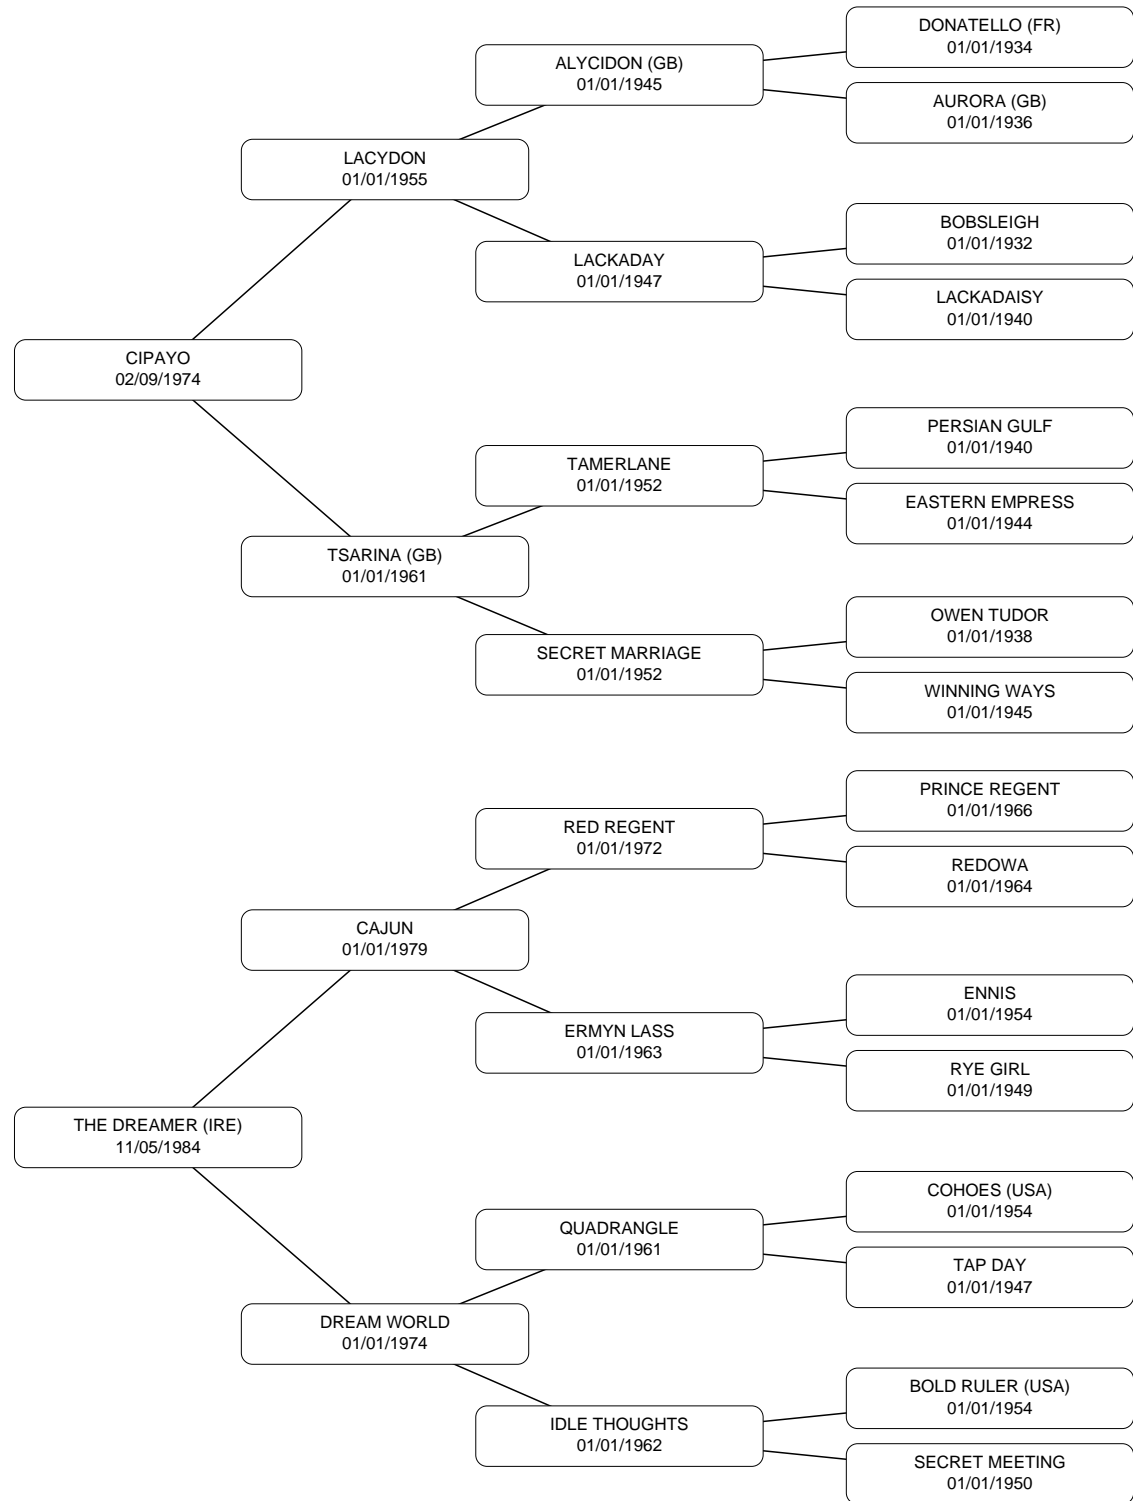 DONATELLO (FR)
01/01/1934
ALYCIDON (GB)
01/01/1945
AURORA (GB)
01/01/1936
LACYDON
01/01/1955
BOBSLEIGH
01/01/1932
LACKADAY
01/01/1947
LACKADAISY
01/01/1940
CIPAYO
02/09/1974
PERSIAN GULF
01/01/1940
TAMERLANE
01/01/1952
EASTERN EMPRESS
01/01/1944
TSARINA (GB)
01/01/1961
OWEN TUDOR
01/01/1938
SECRET MARRIAGE
01/01/1952
WINNING WAYS
01/01/1945
PRINCE REGENT
01/01/1966
RED REGENT
01/01/1972
REDOWA
01/01/1964
CAJUN
01/01/1979
ENNIS
01/01/1954
ERMYN LASS
01/01/1963
RYE GIRL
01/01/1949
THE DREAMER (IRE)
11/05/1984
COHOES (USA)
01/01/1954
QUADRANGLE
01/01/1961
TAP DAY
01/01/1947
DREAM WORLD
01/01/1974
BOLD RULER (USA)
01/01/1954
IDLE THOUGHTS
01/01/1962
SECRET MEETING
01/01/1950